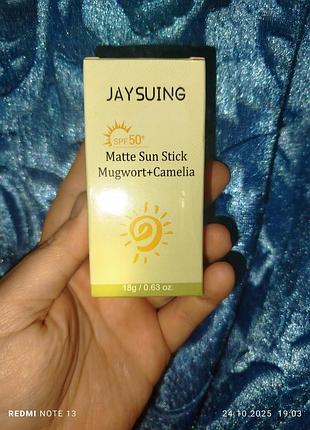 JAYSUING
SPF50+
Matte Sun Stick
Mugwort+Camelia
18g / 0.63 oz.
REDMI NOTE 13
24.10.2025 19:03